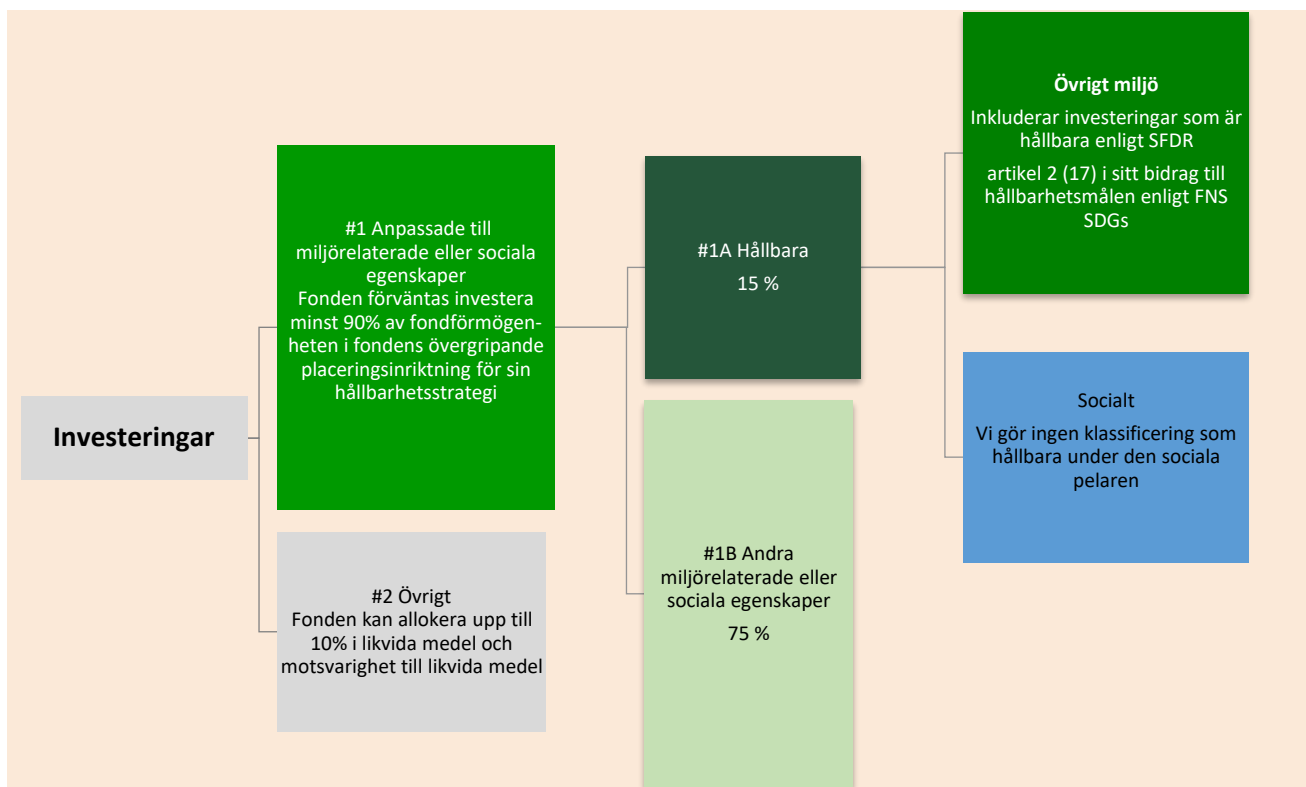 Investeringar
#1 Anpassade till
miljörelaterade eller sociala
egenskaper
Fonden förväntas investera
minst 90% av fondförmögen-
heten i fondens övergripande
placeringsinriktning för sin
hållbarhetsstrategi
#2 Övrigt
Fonden kan allokera upp till
10% i likvida medel och
motsvarighet till likvida medel
#1A Hållbara
15 %
#1B Andra
miljörelaterade eller
sociala egenskaper
75 %
Övrigt miljö
Inkluderar investeringar som är
hållbara enligt SFDR
artikel 2 (17) i sitt bidrag till
hållbarhetsmålen enligt FNS
SDGs
Socialt
Vi gör ingen klassificering som
hållbara under den sociala
pelaren